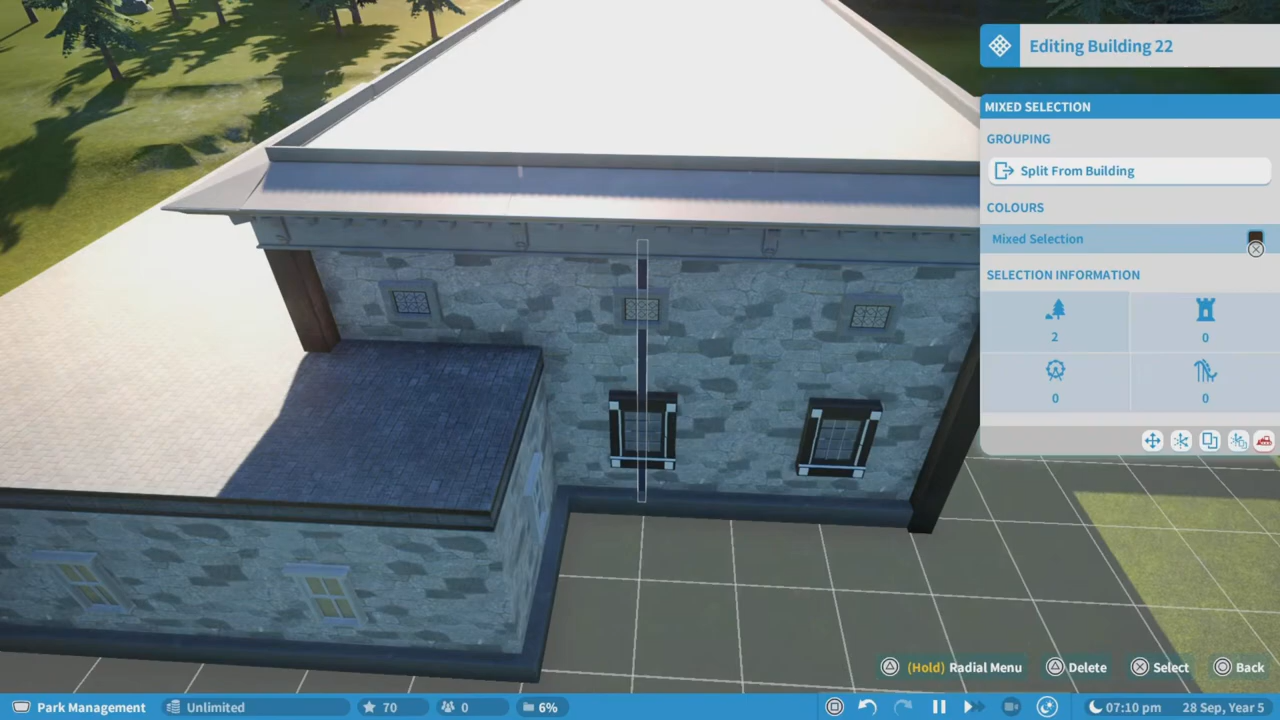 Editing Building 22
MIXED SELECTION
GROUPING
Split From Building
COLOURS
Mixed Selection
SELECTION INFORMATION
2
0
0
0
(Hold) Radial Menu
Delete
Select
Back
Park Management
Unlimited
70
0
6%
07:10 pm
28 Sep, Year 5